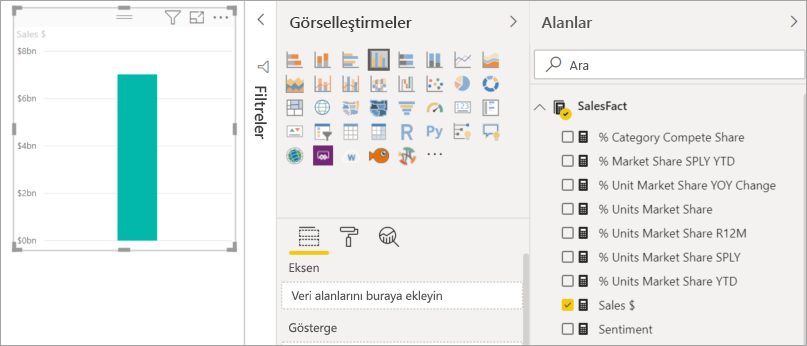 Sales $
$8bn
$6bn
$4bn
$2bn
$0bn
Filtreler
Görselleştirmeler
R
Py
Eksen
Veri alanlarını buraya ekleyin
Gösterge
Alanlar
Ara
SalesFact
% Category Compete Share
% Market Share SPLY YTD
% Unit Market Share YOY Change
% Units Market Share
% Units Market Share R12M
% Units Market Share SPLY
% Units Market Share YTD
Sales $
Sentiment